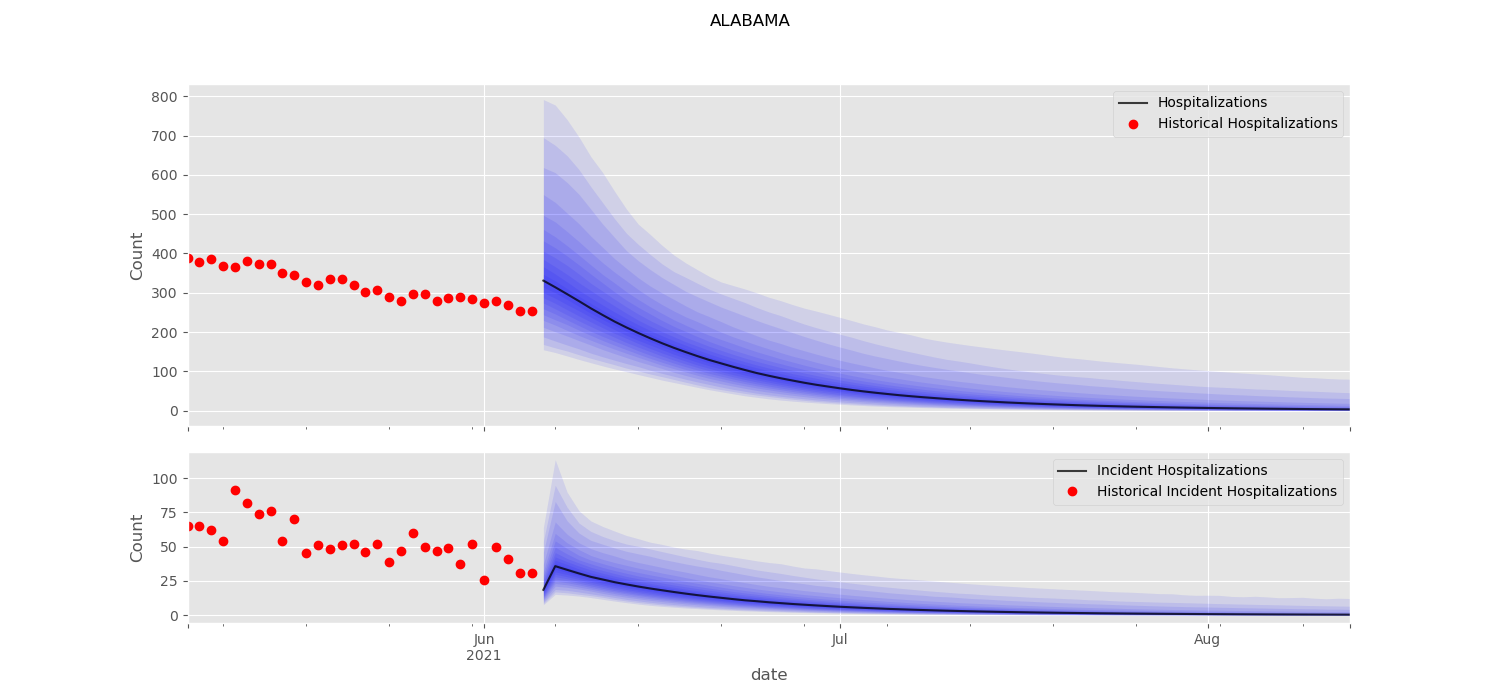 ALABAMA
800
700
600
500
400
300
200
100
0
Count
Hospitalizations
Historical Hospitalizations
100
75
50
25
0
Count
Incident Hospitalizations
Historical Incident Hospitalizations
Jun
2021
Jul
Aug
date